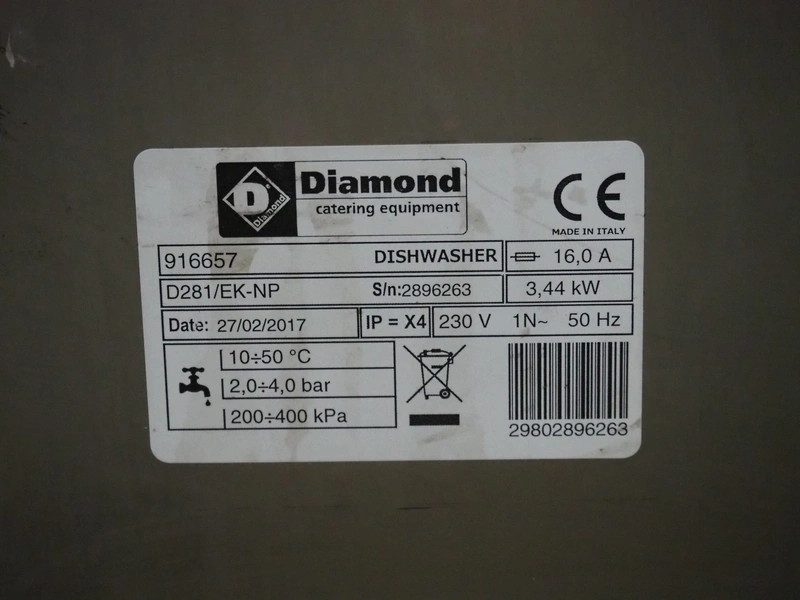 D®
Diamond
Diamond
catering equipment
CE
MADE IN ITALY
916657 DISHWASHER 16,0 A
D281/EK-NP S/n:2896263 3,44 kW
Date: 27/02/2017 IP = X4 230 V 1N~ 50 Hz
10÷50 °C
2,0÷4,0 bar
200÷400 kPa
29802896263